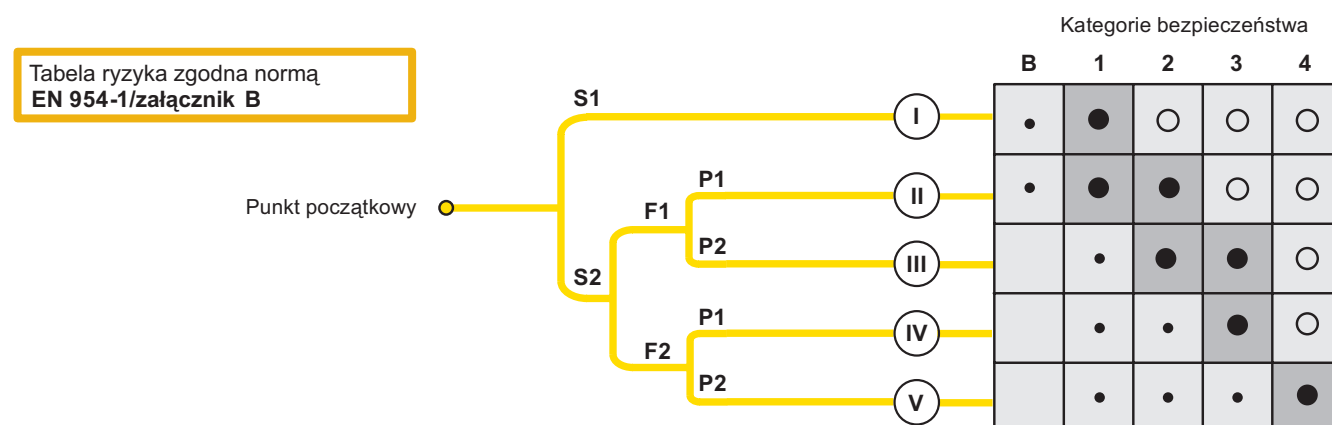 Kategorie bezpieczeństwa
B 1 2 3 4
Tabela ryzyka zgodna normą
EN 954-1/załącznik B
S1
I
P1
II
Punkt początkowy
F1
P2
III
S2
P1
IV
F2
P2
V